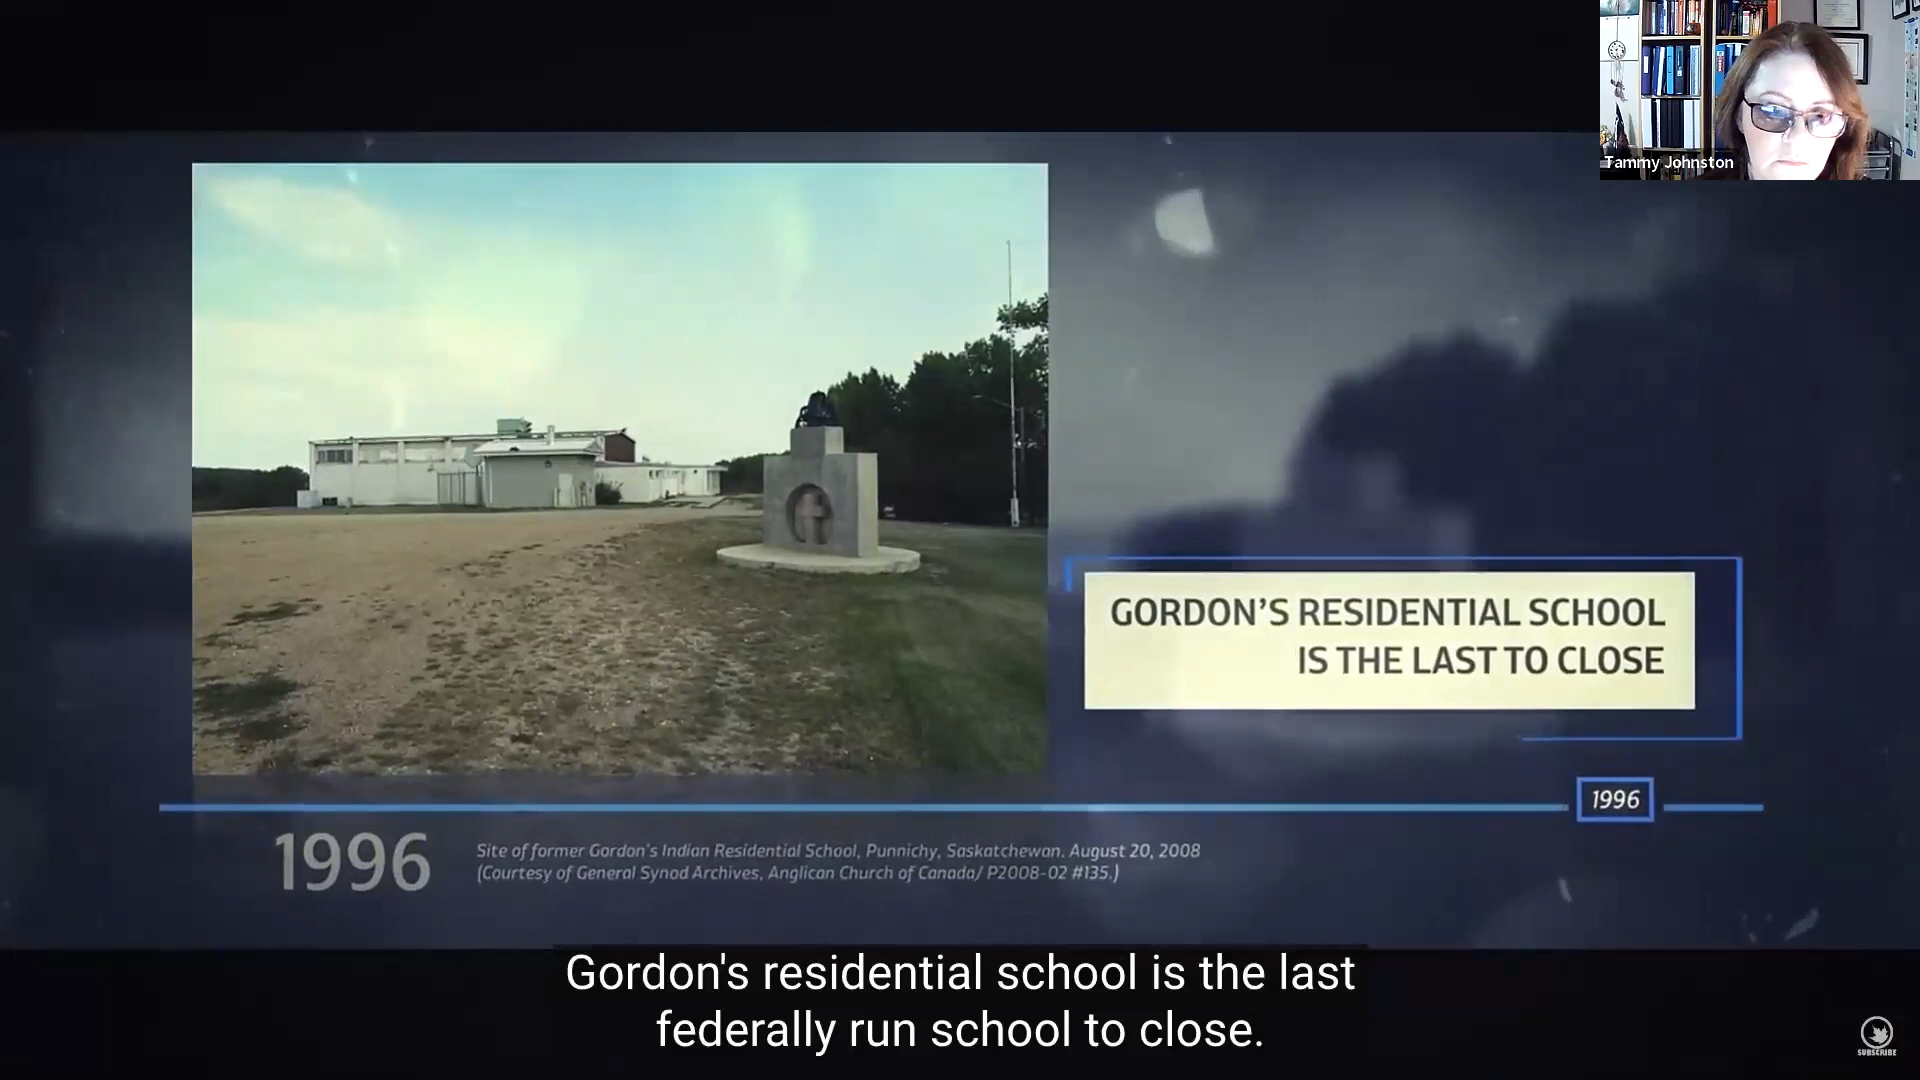 Tammy Johnston
GORDON'S RESIDENTIAL SCHOOL
IS THE LAST TO CLOSE
1996
1996
Site of former Gordon's Indian Residential School, Punnichy, Saskatchewan. August 20, 2008
(Courtesy of General Synod Archives, Anglican Church of Canada/ P2008-02 #135.)
Gordon's residential school is the last
federally run school to close.
SUBSCRIBE